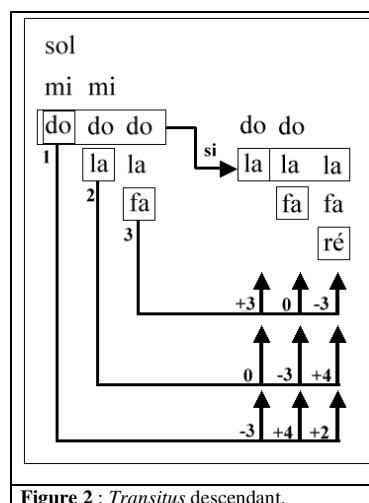 sol
mi mi
do do do do do
1 si
la la la la la
2
fa fa fa
3
ré
+3 0 -3
0 -3 +4
-3 +4 +2
Figure 2 : Transitus descendant.